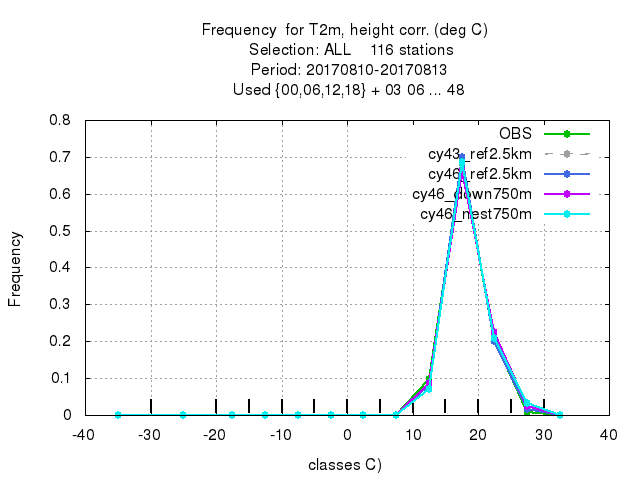 Frequency  for T2m, height corr. (deg C)
Selection: ALL    116 stations
Period: 20170810-20170813
Used {00,06,12,18} + 03 06 ... 48
0.8
0.7
0.6
0.5
0.4
0.3
0.2
0.1
0
Frequency
OBS
cy43_ref2.5km
cy46_ref2.5km
cy46_down750m
cy46_nest750m
-40 -30 -20 -10 0 10 20 30 40
classes C)